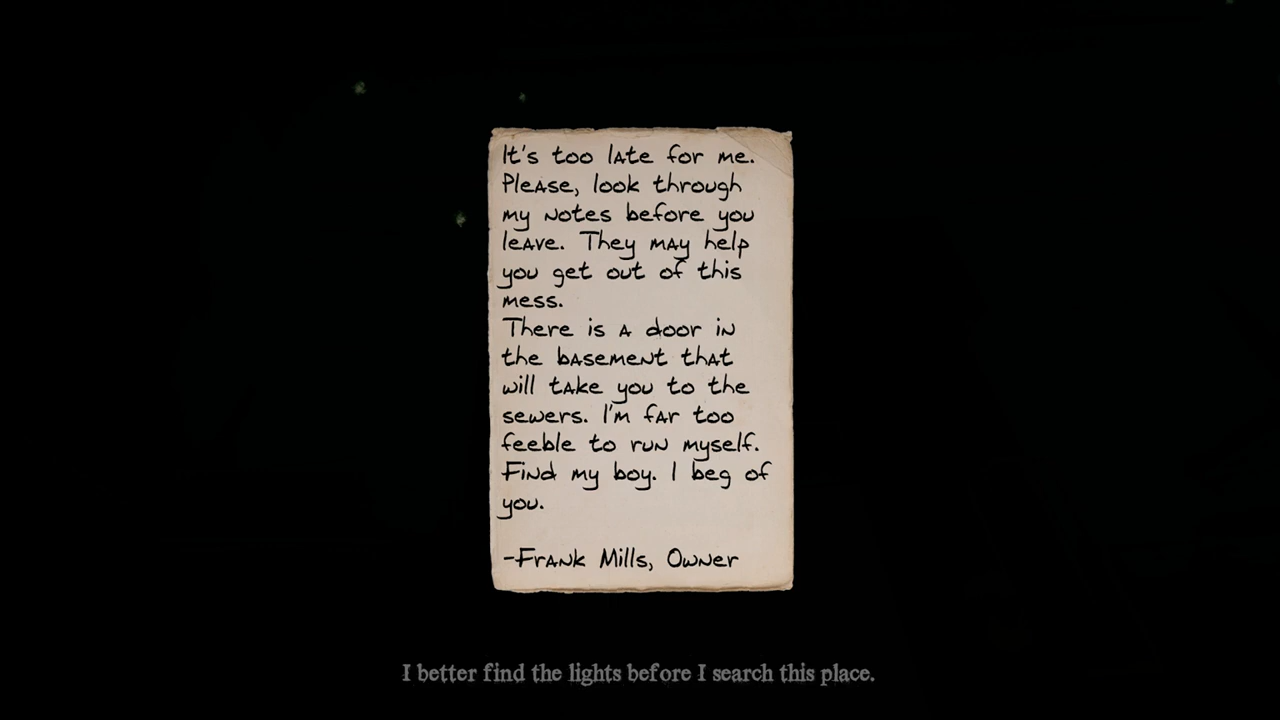 It's too late for me.
Please, look through
my notes before you
leave. They may help
you get out of this
mess.
There is a door in
the basement that
will take you to the
sewers. I'm far too
feeble to run myself.
Find my boy. I beg of
you.
-Frank Mills, Owner
I better find the lights before I search this place.